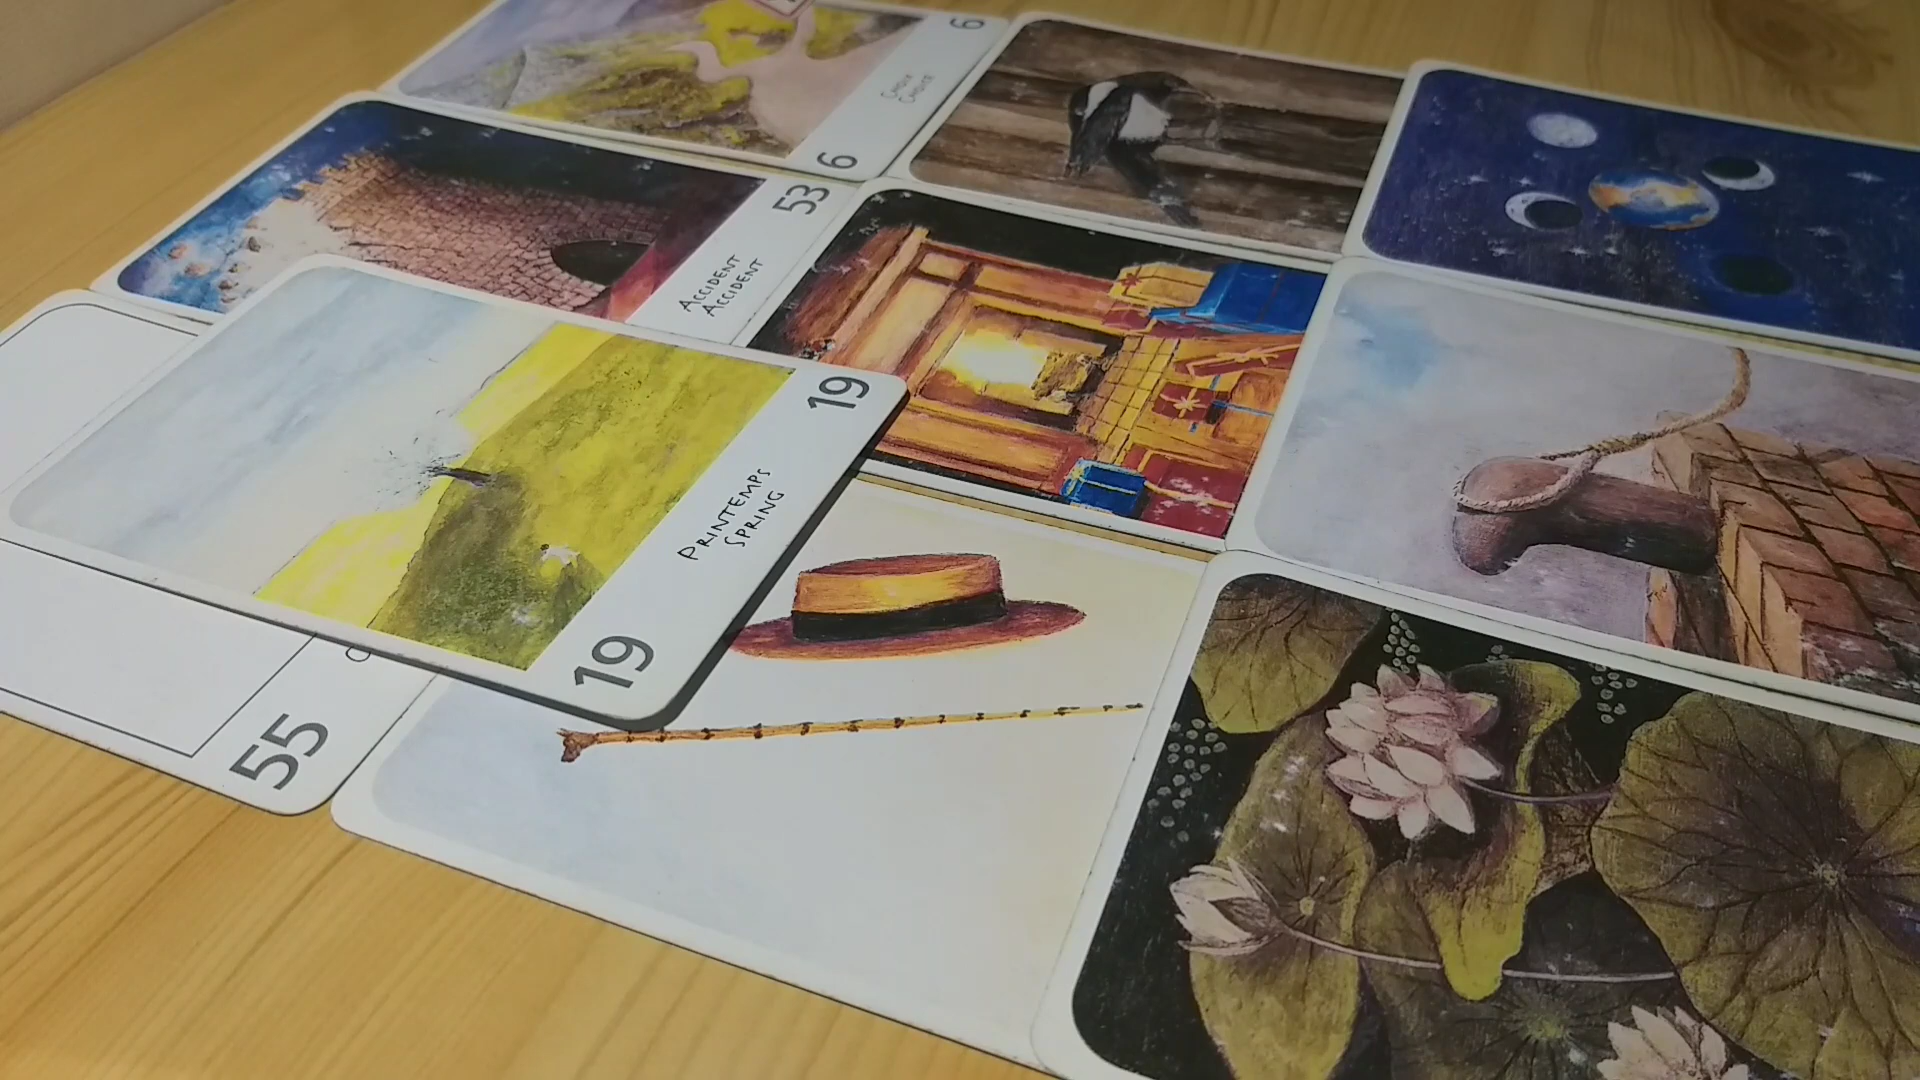 6
6
53
ACCIDENT
ACCIDENT
19
PRINTEMPS
SPRING
19
55